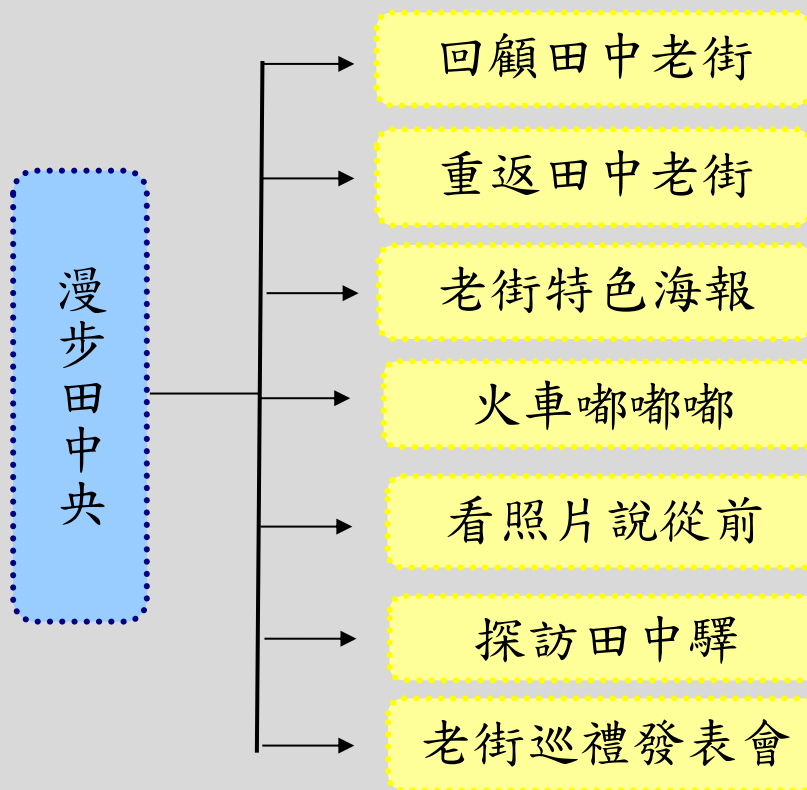 漫步田中央
回顧田中老街
重返田中老街
老街特色海報
火車嘟嘟嘟
看照片說從前
探訪田中驛
老街巡禮發表會